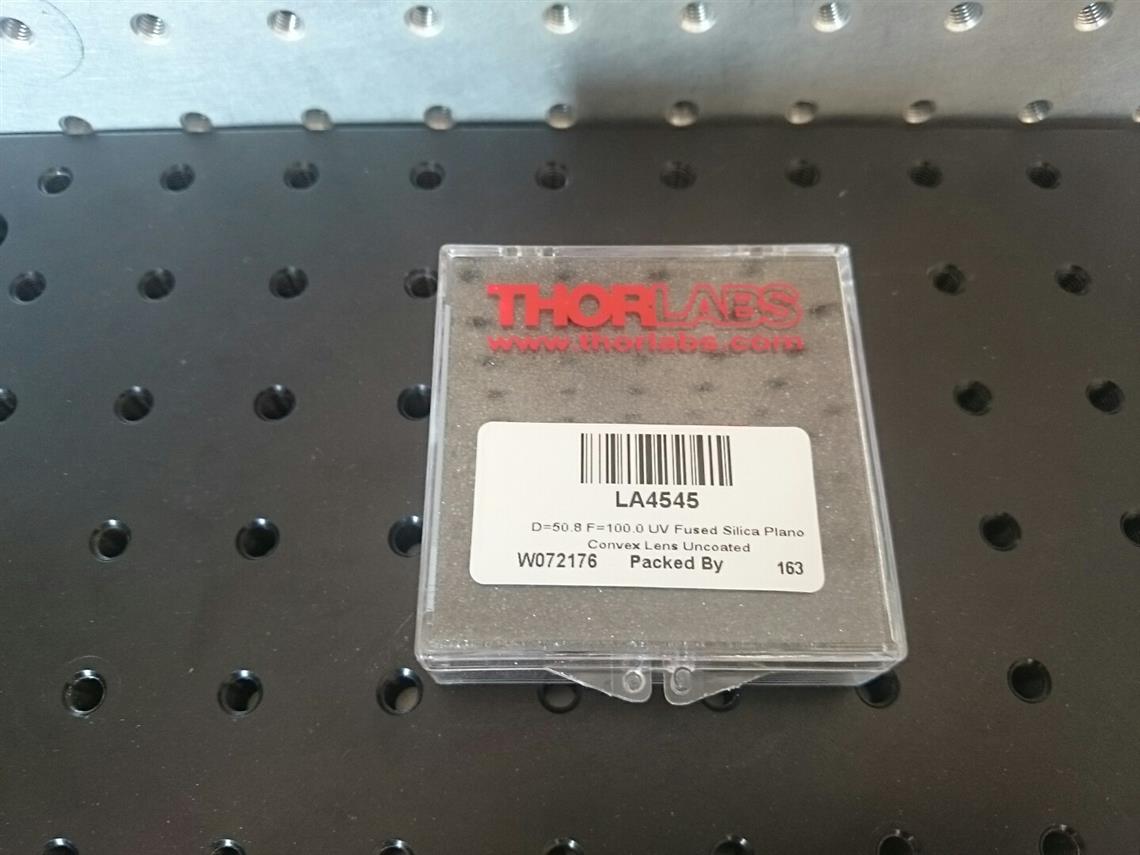 THORLABS
www.thorlabs.com
LA4545
D=50.8 F=100.0 UV Fused Silica Plano
Convex Lens Uncoated
W072176 Packed By 163